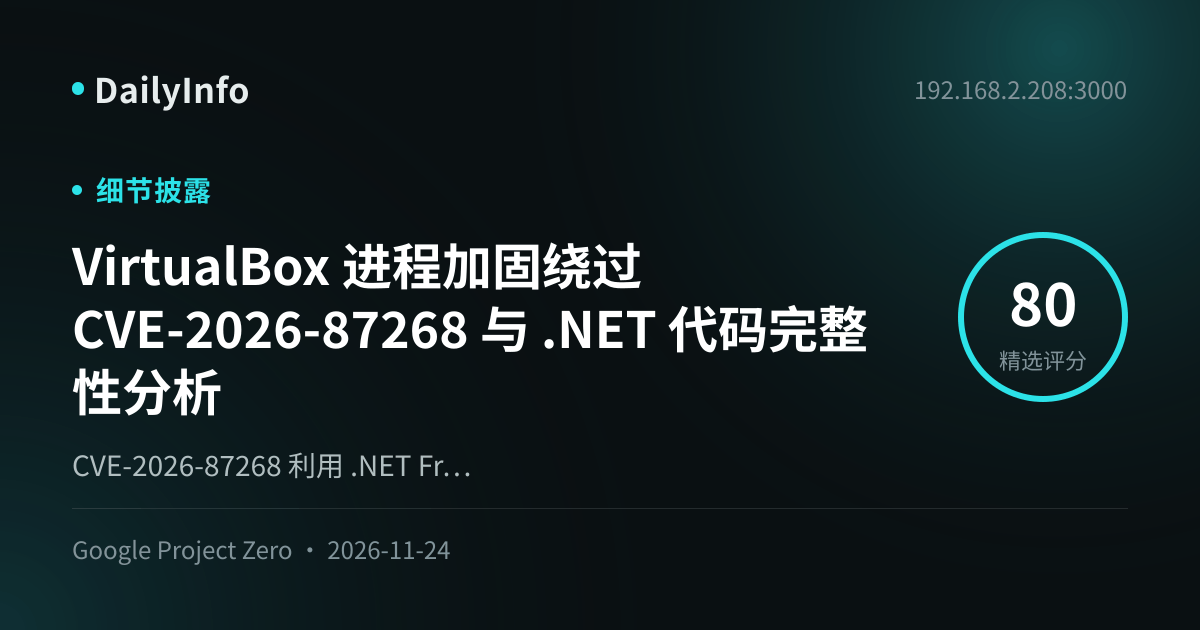 DailyInfo
192.168.2.208:3000
细节披露
VirtualBox 进程加固绕过
CVE-2026-87268 与 .NET 代码完整
性分析
80
精选评分
CVE-2026-87268 利用 .NET Fr…
Google Project Zero · 2026-11-24